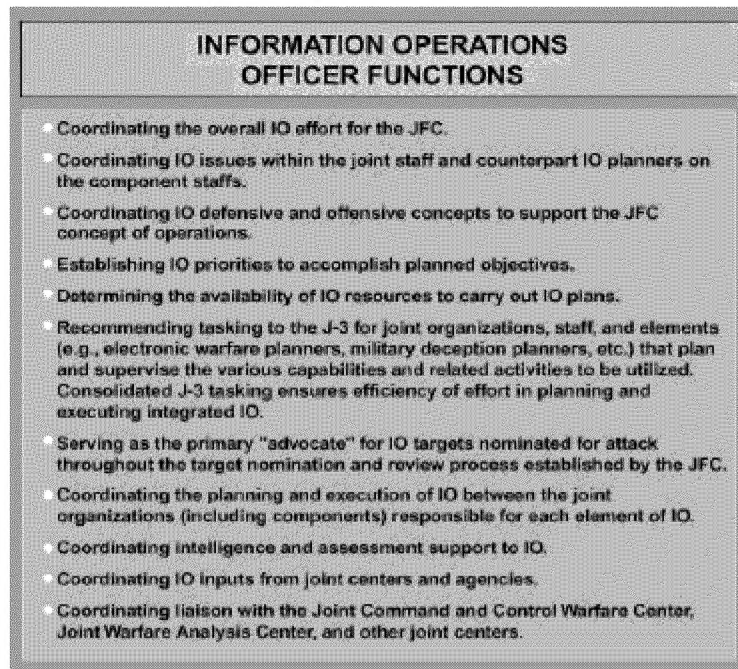 INFORMATION OPERATIONS
OFFICER FUNCTIONS
Coordinating the overall IO effort for the JFC.
Coordinating IO issues within the joint staff and counterpart IO planners on
the component staffs.
Coordinating IO defensive and offensive concepts to support the JFC
concept of operations.
Establishing IO priorities to accomplish planned objectives.
Determining the availability of IO resources to carry out IO plans.
Recommending tasking to the J-3 for joint organizations, staff, and elements
(e.g., electronic warfare planners, military deception planners, etc.) that plan
and supervise the various capabilities and related activities to be utilized.
Consolidated J-3 tasking ensures efficiency of effort in planning and
executing integrated IO.
Serving as the primary "advocate" for IO targets nominated for attack
throughout the target nomination and review process established by the JFC.
Coordinating the planning and execution of IO between the joint
organizations (including components) responsible for each element of IO.
Coordinating intelligence and assessment support to IO.
Coordinating IO inputs from joint centers and agencies.
Coordinating liaison with the Joint Command and Control Warfare Center,
Joint Warfare Analysis Center, and other joint centers.